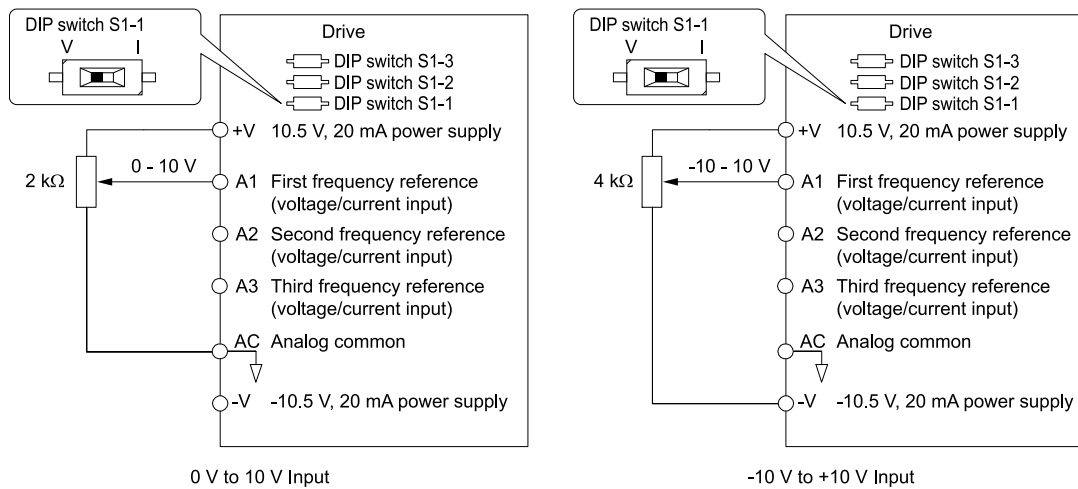 DIP switch S1-1
V I
Drive
DIP switch S1-3
DIP switch S1-2
DIP switch S1-1
+V 10.5 V, 20 mA power supply
2 kΩ
0 - 10 V
A1 First frequency reference
(voltage/current input)
A2 Second frequency reference
(voltage/current input)
A3 Third frequency reference
(voltage/current input)
AC Analog common
-V -10.5 V, 20 mA power supply
0 V to 10 V Input
DIP switch S1-1
V I
Drive
DIP switch S1-3
DIP switch S1-2
DIP switch S1-1
+V 10.5 V, 20 mA power supply
4 kΩ
-10 - 10 V
A1 First frequency reference
(voltage/current input)
A2 Second frequency reference
(voltage/current input)
A3 Third frequency reference
(voltage/current input)
AC Analog common
-V -10.5 V, 20 mA power supply
-10 V to +10 V Input